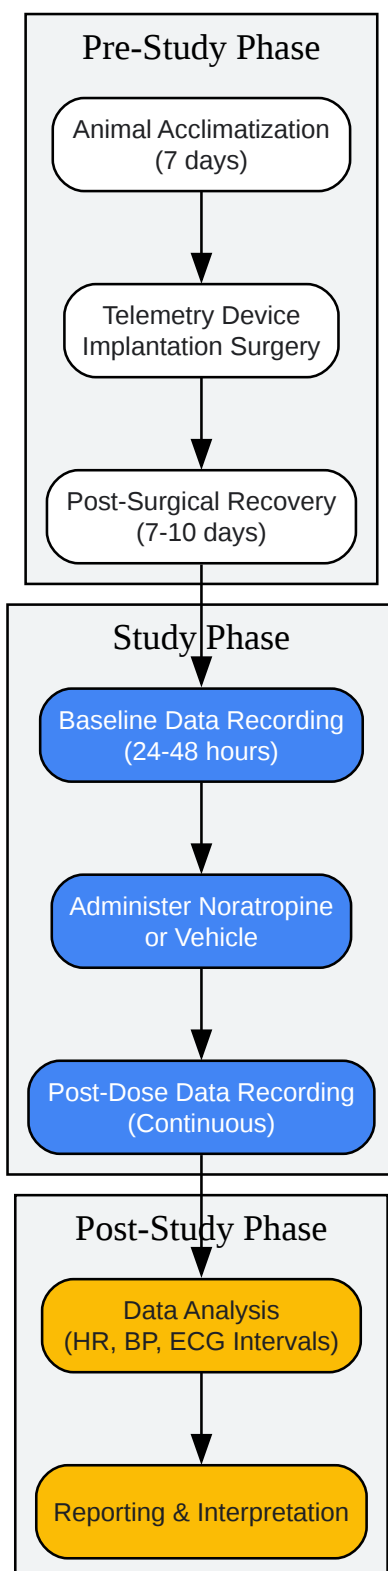 Pre-Study Phase
Animal Acclimatization
(7 days)
Telemetry Device
Implantation Surgery
Post-Surgical Recovery
(7-10 days)
Study Phase
Baseline Data Recording
(24-48 hours)
Administer Noratropine
or Vehicle
Post-Dose Data Recording
(Continuous)
Post-Study Phase
Data Analysis
(HR, BP, ECG Intervals)
Reporting & Interpretation